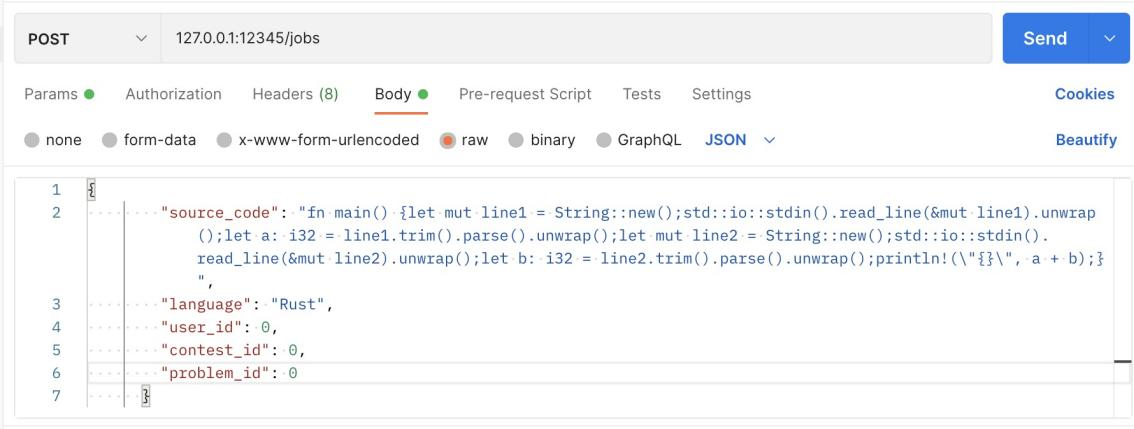 POST 127.0.0.1:12345/jobs Send
Params Authorization Headers (8) Body Pre-request Script Tests Settings Cookies
none form-data x-www-form-urlencoded raw binary GraphQL JSON Beautify
1 {
2 "source_code": "fn main() {let mut line1 = String::new();std::io::stdin().read_line(&mut line1).unwrap
();let a: i32 = line1.trim().parse().unwrap();let mut line2 = String::new();std::io::stdin().
read_line(&mut line2).unwrap();let b: i32 = line2.trim().parse().unwrap();println!(\"{}\", a + b);}
",
3 "language": "Rust",
4 "user_id": 0,
5 "contest_id": 0,
6 "problem_id": 0
7 }